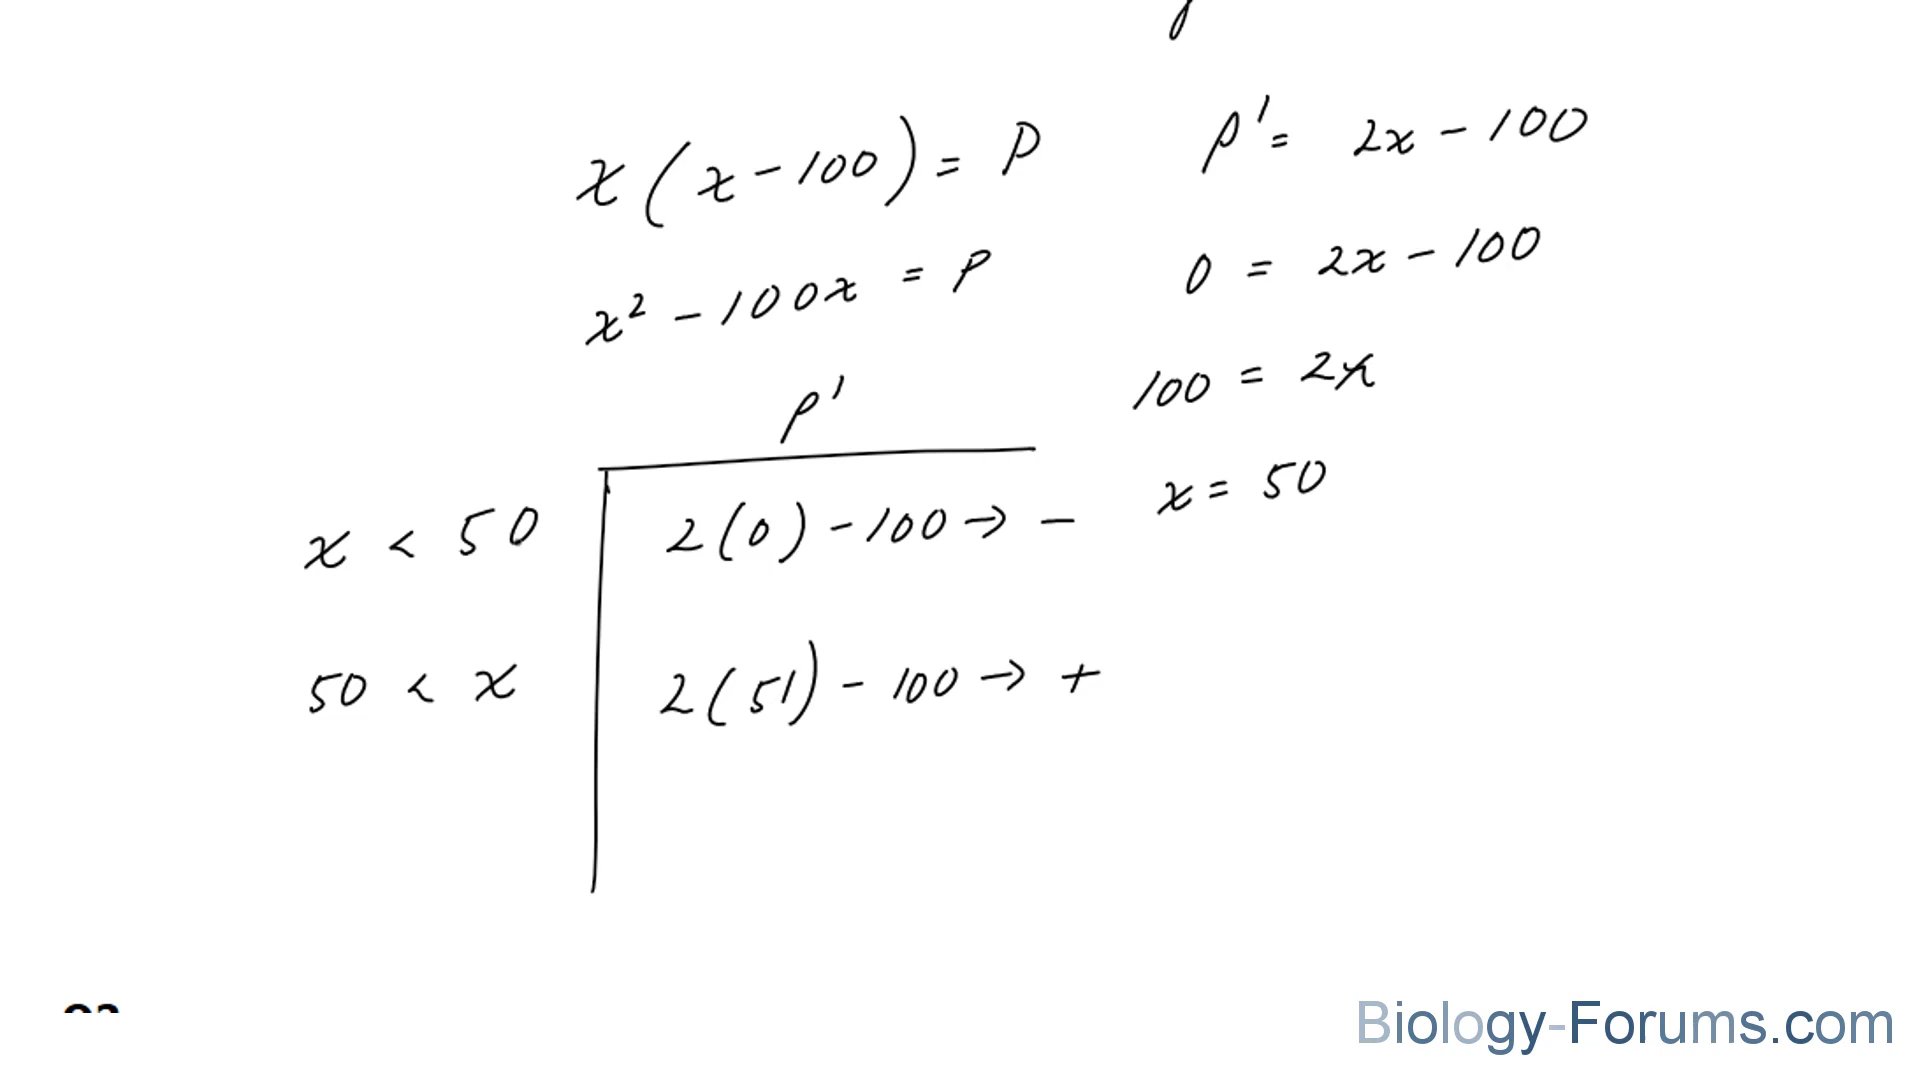 x(x-100) = P
x² - 100x = P
P' = 2x - 100
0 = 2x - 100
100 = 2x
x = 50
P'
x < 50 2(0) - 100 → -
50 < x 2(51) - 100 → +
Biology-Forums.com